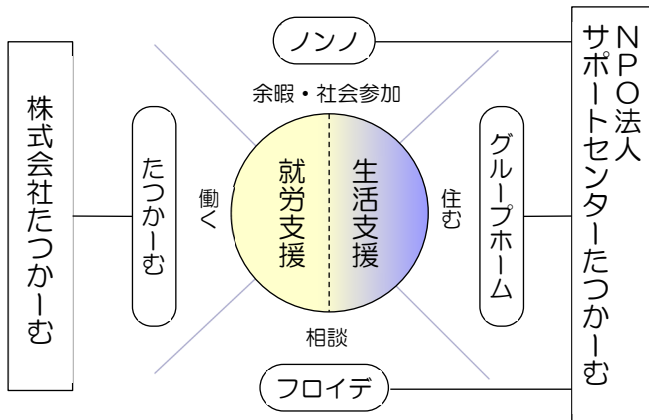 ノンノ
余暇・社会参加
株式会社たつかーむ
たつかーむ
働く
就労支援
生活支援
住む
グループホーム
NPO法人
サポートセンターたつかーむ
相談
フロイデ